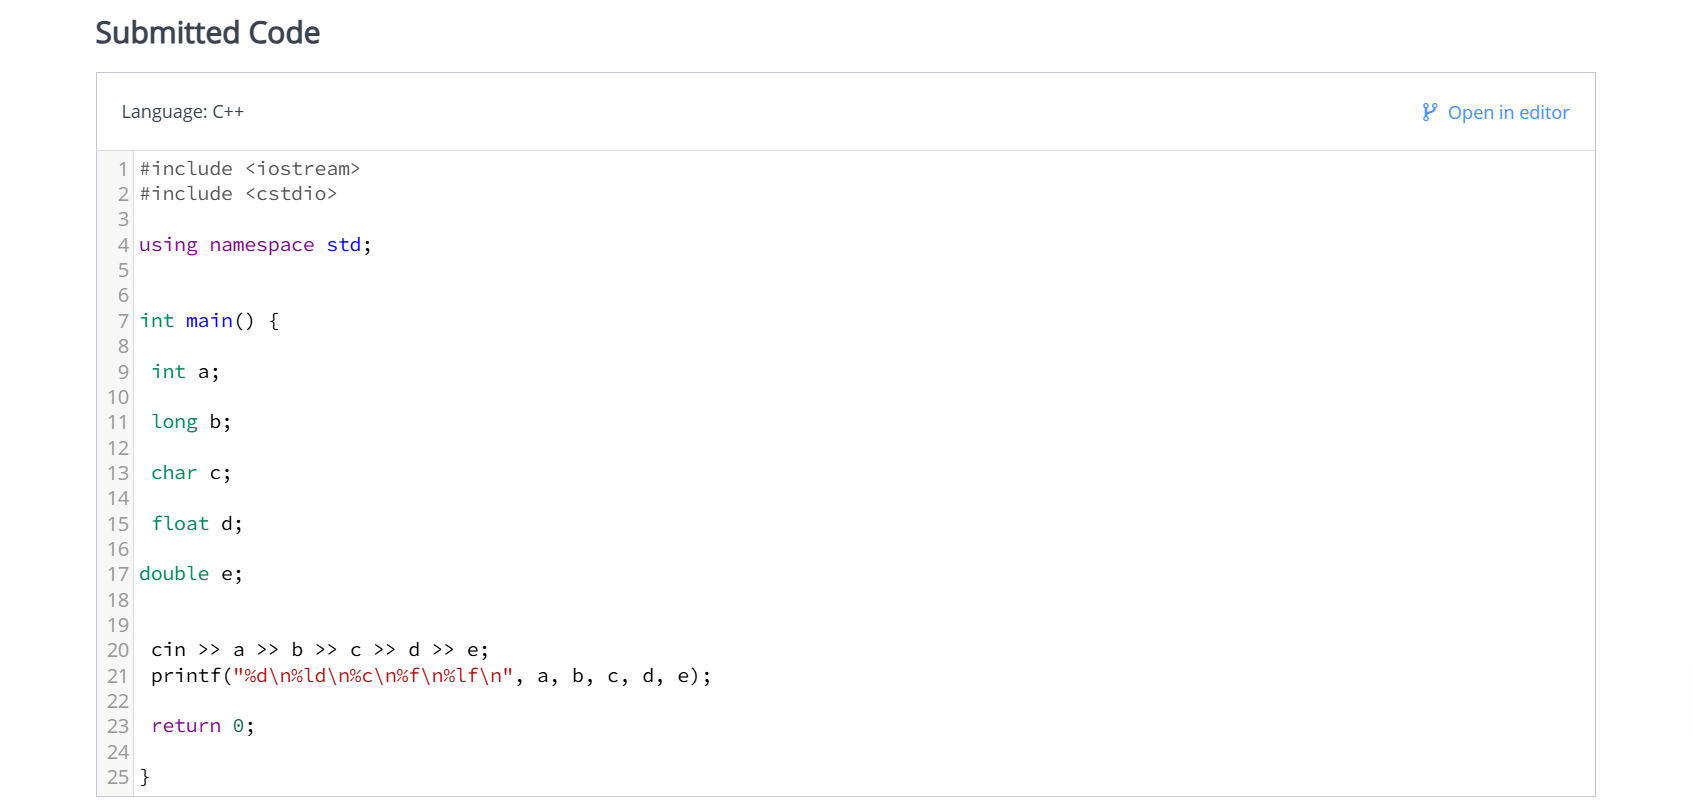 Submitted Code
Language: C++
Open in editor
1 #include <iostream>
2 #include <cstdio>
3
4 using namespace std;
5
6
7 int main() {
8
9  int a;
10
11  long b;
12
13  char c;
14
15  float d;
16
17 double e;
18
19
20  cin >> a >> b >> c >> d >> e;
21  printf("%d\n%ld\n%c\n%f\n%lf\n", a, b, c, d, e);
22
23  return 0;
24
25 }